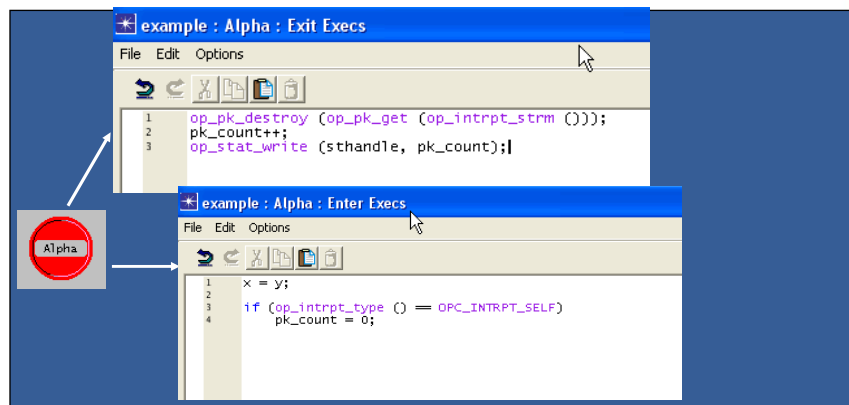 example : Alpha : Exit Execs
File Edit Options
1 op_pk_destroy (op_pk_get (op_intrpt_strm ()));
2 pk_count++;
3 op_stat_write (sthandle, pk_count);
Alpha
example : Alpha : Enter Execs
File Edit Options
1 x = y;
2
3 if (op_intrpt_type () == OPC_INTRPT_SELF)
4 pk_count = 0;